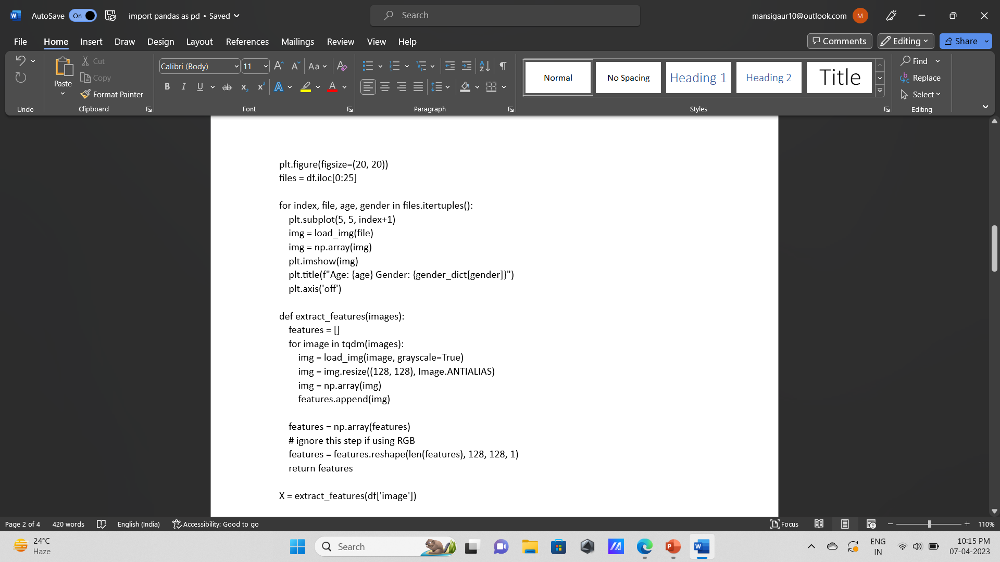 AutoSave On import pandas as pd • Saved Search mansigaur10@outlook.com M
File Home Insert Draw Design Layout References Mailings Review View Help Comments Editing Share
Paste Cut Copy Format Painter
Calibri (Body) 11 Aa
Normal No Spacing Heading 1 Heading 2 Title
Find Replace Select
Undo Clipboard Font Paragraph Styles Editing
plt.figure(figsize=(20, 20))
files = df.iloc[0:25]
for index, file, age, gender in files.itertuples():
    plt.subplot(5, 5, index+1)
    img = load_img(file)
    img = np.array(img)
    plt.imshow(img)
    plt.title(f"Age: {age} Gender: {gender_dict[gender]}")
    plt.axis('off')
def extract_features(images):
    features = []
    for image in tqdm(images):
        img = load_img(image, grayscale=True)
        img = img.resize((128, 128), Image.ANTIALIAS)
        img = np.array(img)
        features.append(img)
    features = np.array(features)
    # ignore this step if using RGB
    features = features.reshape(len(features), 128, 128, 1)
    return features
X = extract_features(df['image'])
Page 2 of 4 420 words English (India) Accessibility: Good to go Focus 110%
24°C
Haze
Search
ENG
IN
10:15 PM
07-04-2023